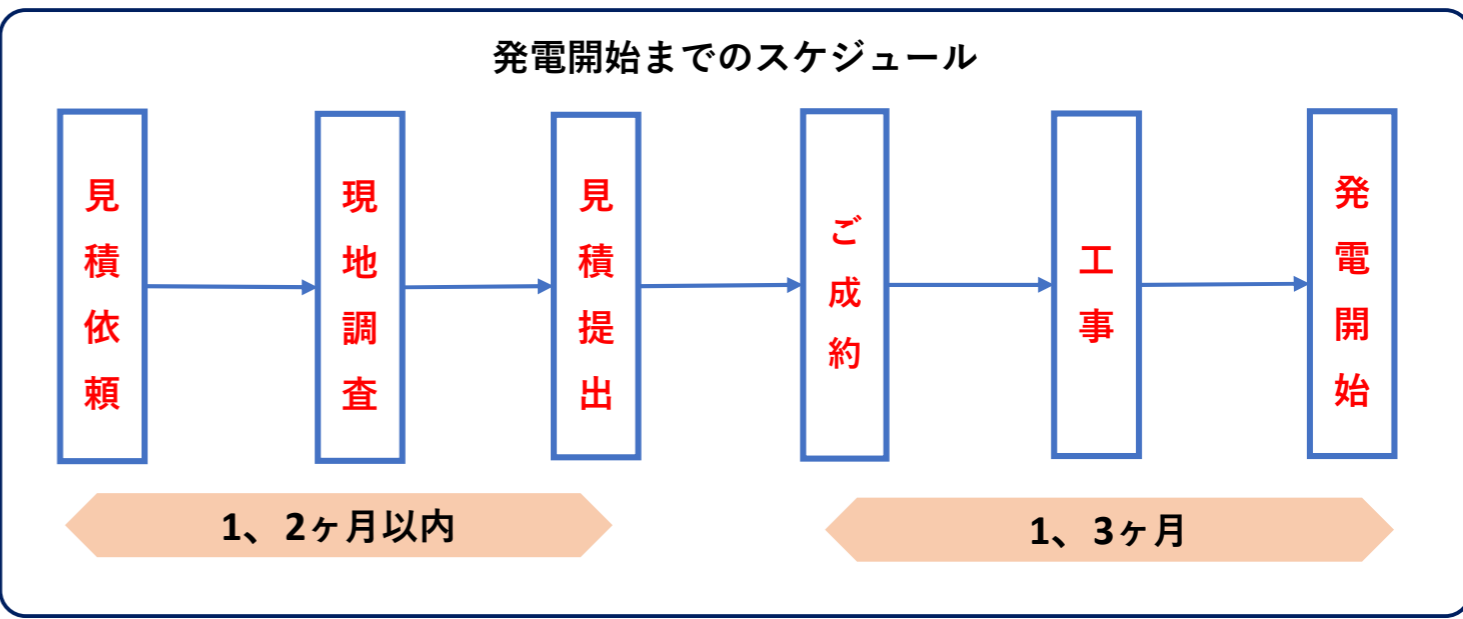 発電開始までのスケジュール
見積依頼
現地調査
見積提出
ご成約
工事
発電開始
1、2ヶ月以内
1、3ヶ月